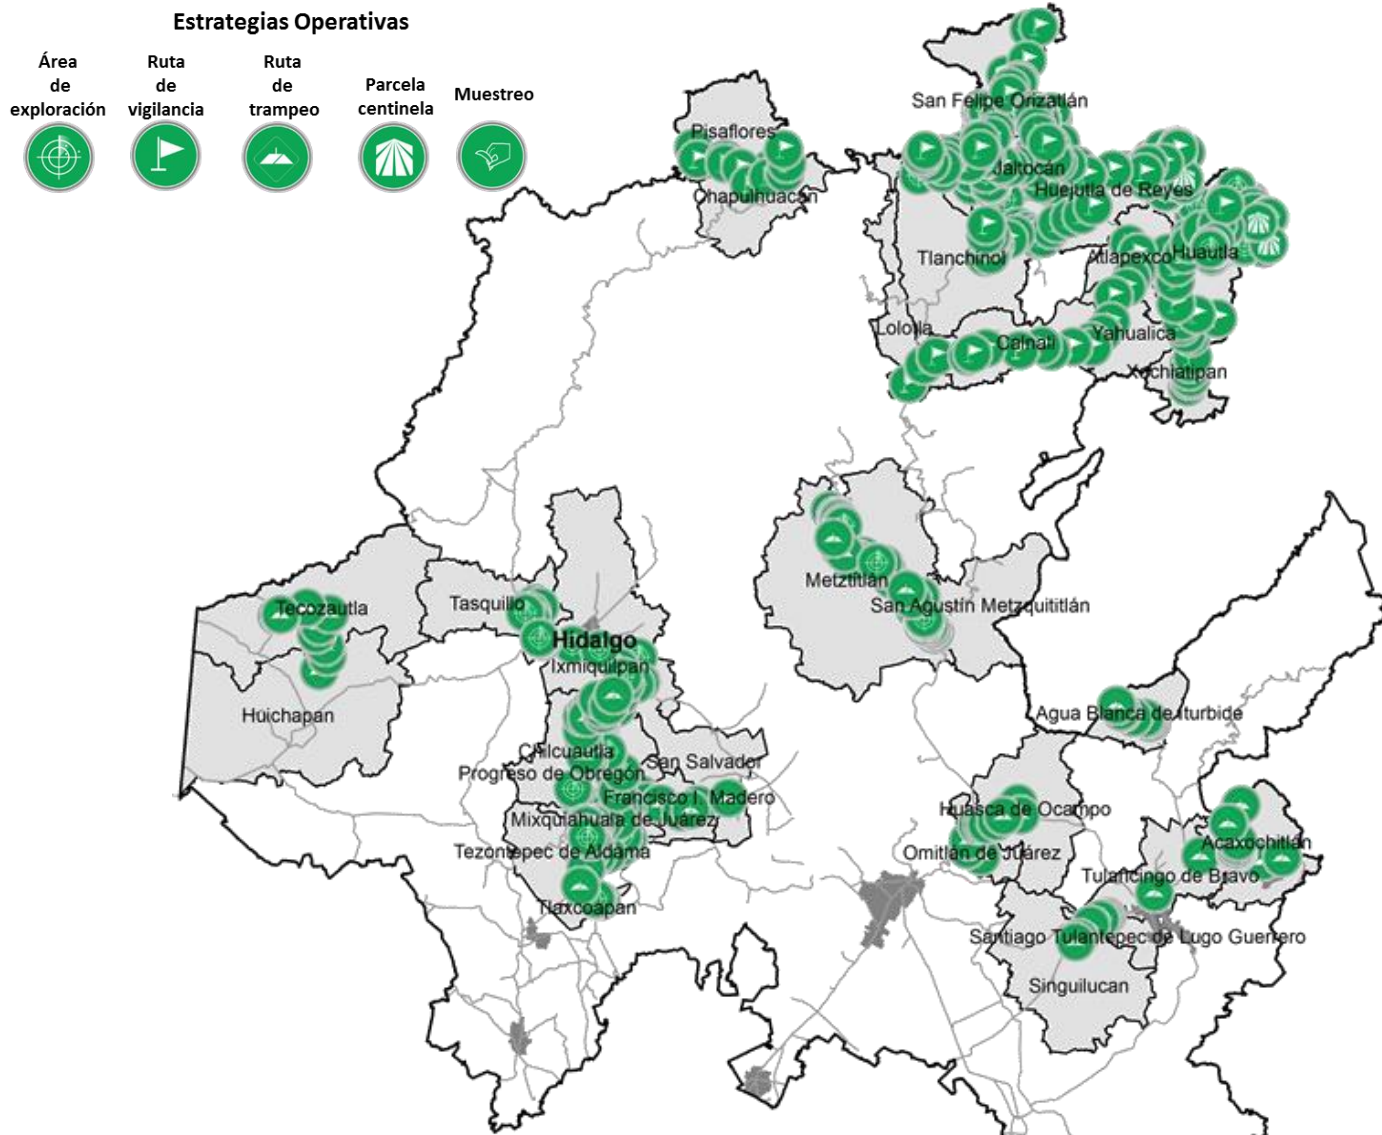 Estrategias Operativas
Área
de
exploración
Ruta
de
vigilancia
Ruta
de
trampeo
Parcela
centinela
Muestreo
San Felipe Orizatlán
Pisaflores
Jaltocán
Huejutla de Reyes
Chapulhuacán
Tlanchinol
Atlapexco
Huautla
Lolotla
Calnali
Yahualica
Xochiatipan
Metztitlán
San Agustín Metzquititlán
Tecozautla
Tasquillo
Hidalgo
Ixmiquilpan
Huichapan
Agua Blanca de Iturbide
Chilcuautla
San Salvador
Progreso de Obregón
Francisco I. Madero
Mixquiahuala de Juárez
Tezontepec de Aldama
Tlaxcoapan
Huasca de Ocampo
Omitlán de Juárez
Acaxochitlán
Tulancingo de Bravo
Santiago Tulantepec de Lugo Guerrero
Singuilucan